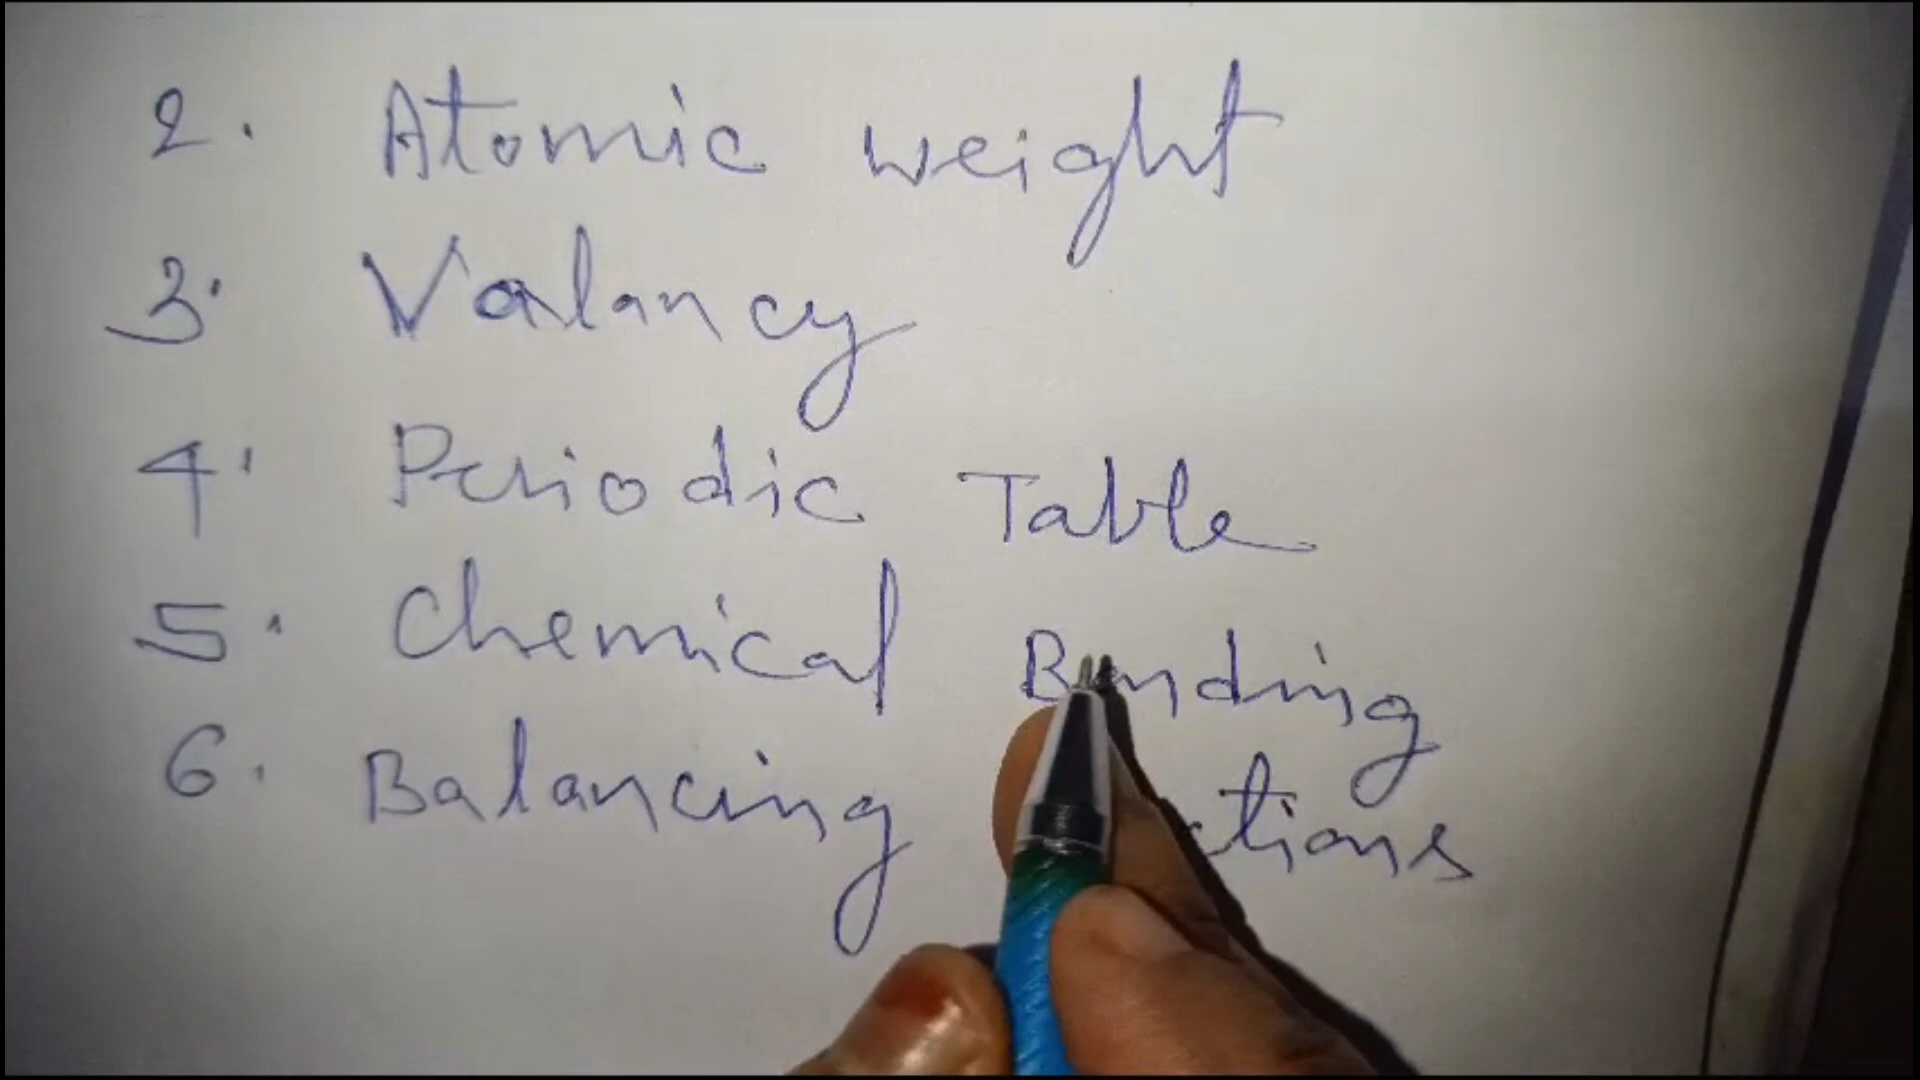 2. Atomic weight
3. Valancy
4. Periodic Table
5. Chemical Bonding
6. Balancing